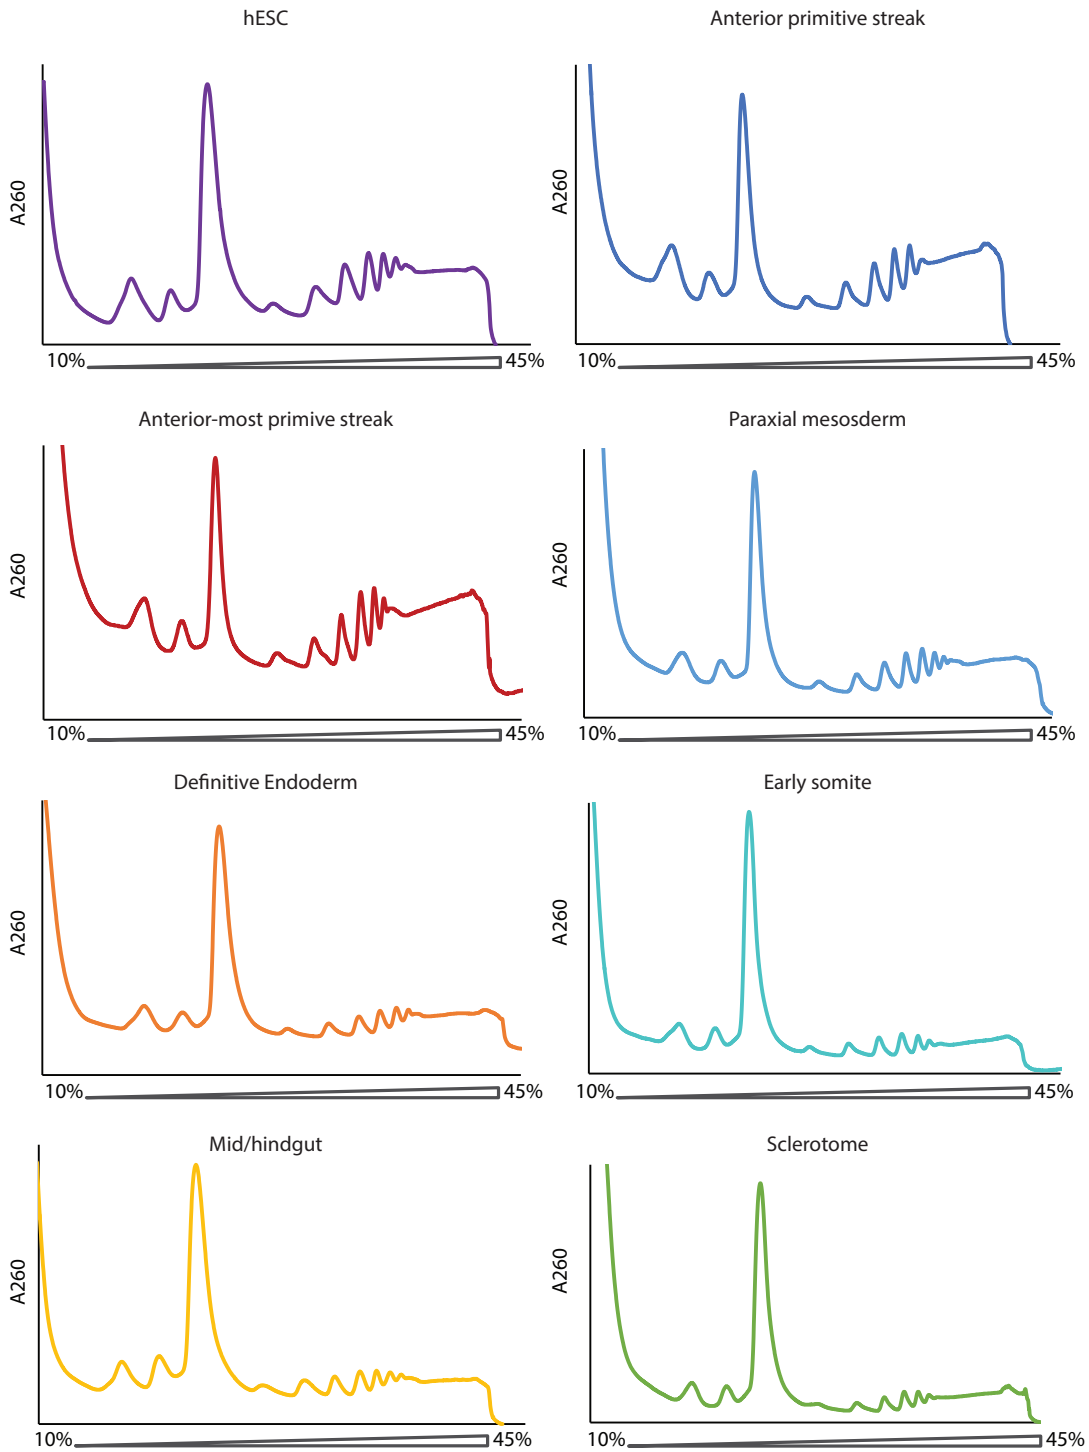 hESC
Anterior primitive streak
A260
A260
10%
45%
10%
45%
Anterior-most primive streak
Paraxial mesosderm
A260
A260
10%
45%
10%
45%
Definitive Endoderm
Early somite
A260
A260
10%
45%
10%
45%
Mid/hindgut
Sclerotome
A260
A260
10%
45%
10%
45%